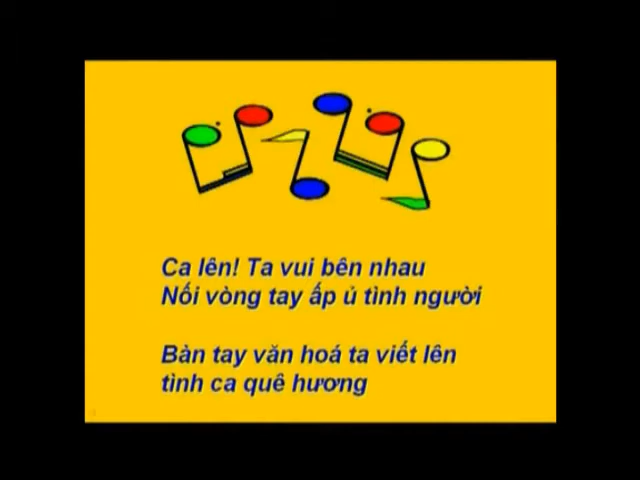 Ca lên! Ta vui bên nhau
Nối vòng tay ấp ủ tình người
Bàn tay văn hoá ta viết lên
tình ca quê hương